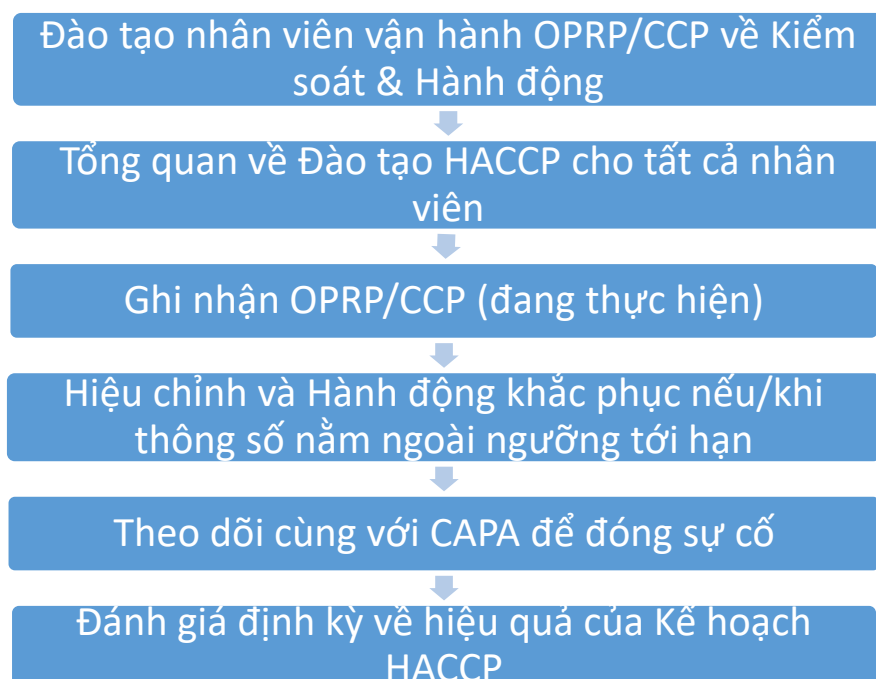 Đào tạo nhân viên vận hành OPRP/CCP về Kiểm
soát & Hành động
Tổng quan về Đào tạo HACCP cho tất cả nhân
viên
Ghi nhận OPRP/CCP (đang thực hiện)
Hiệu chỉnh và Hành động khắc phục nếu/khi
thông số nằm ngoài ngưỡng tới hạn
Theo dõi cùng với CAPA để đóng sự cố
Đánh giá định kỳ về hiệu quả của Kế hoạch
HACCP